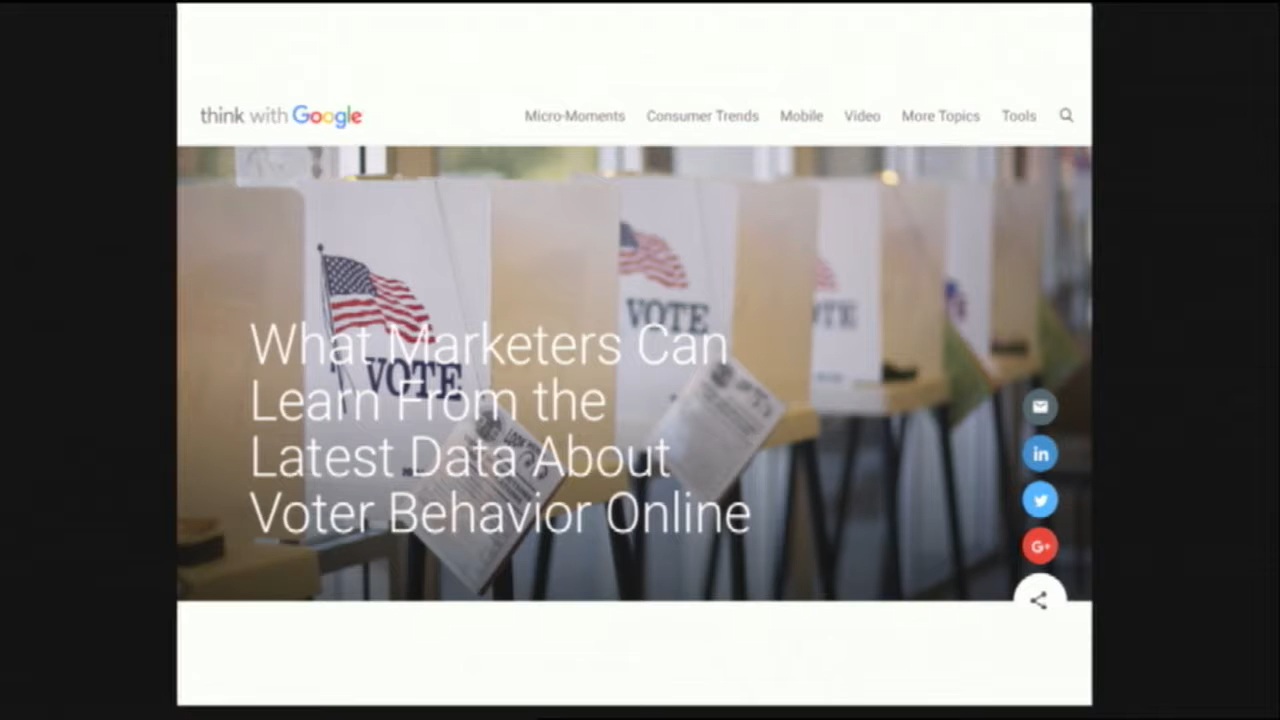 think with Google
Micro-Moments Consumer Trends Mobile Video More Topics Tools
VOTE
VOTE
VOTE
What Marketers Can
Learn From the
Latest Data About
Voter Behavior Online
in
G+